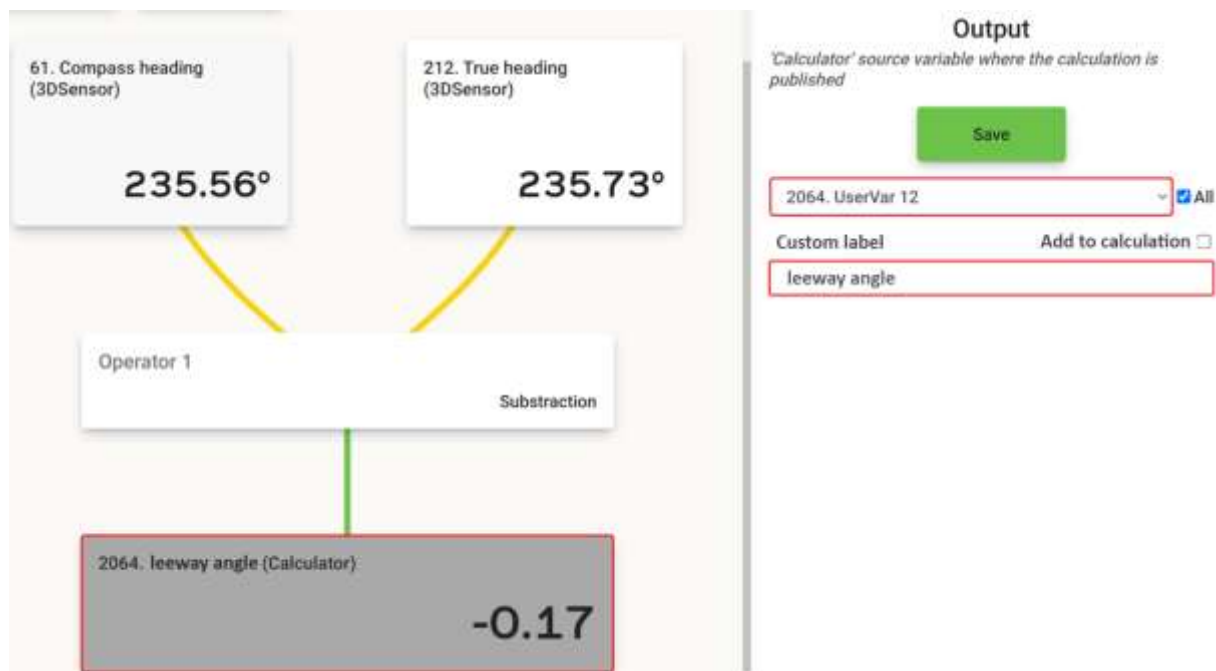 61. Compass heading
(3DSensor)
235.56°
212. True heading
(3DSensor)
235.73°
Operator 1
Substraction
2064. leeway angle (Calculator)
-0.17
Output
'Calculator' source variable where the calculation is
published
Save
2064. UserVar 12
All
Custom label
Add to calculation
leeway angle